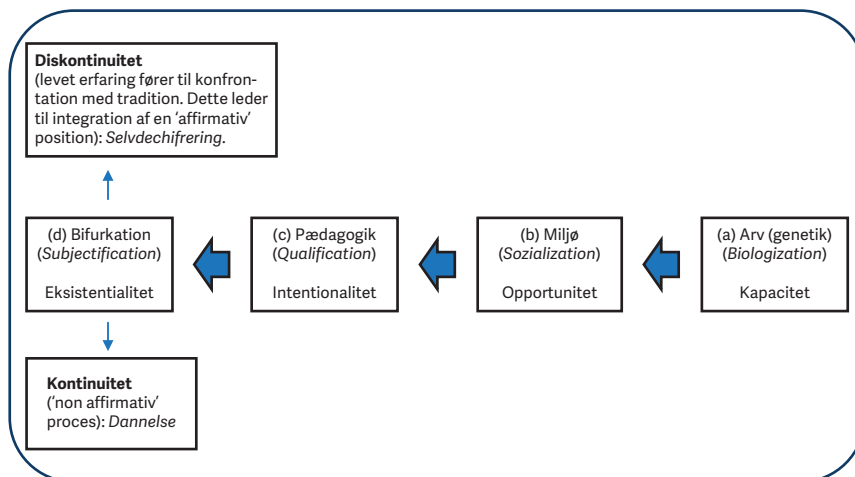 Diskontinuitet
(levet erfaring fører til konfron-
tation med tradition. Dette leder
til integration af en ‘affirmativ’
position): Selvdechifrering.
(d) Bifurkation
(Subjectification)
Eksistentialitet
(c) Pædagogik
(Qualification)
Intentionalitet
(b) Miljø
(Sozialization)
Opportunitet
(a) Arv (genetik)
(Biologization)
Kapacitet
Kontinuitet
(‘non affirmativ’
proces): Dannelse